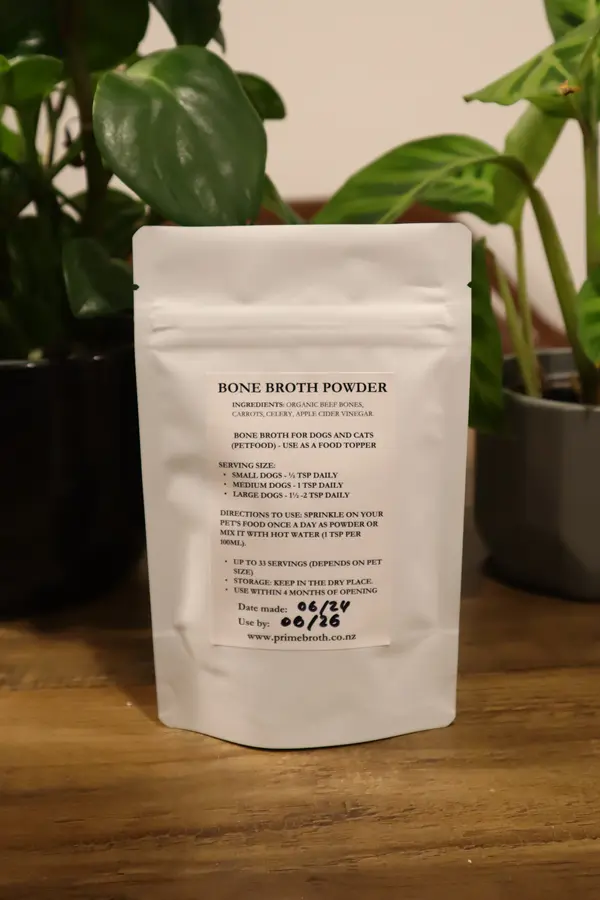 BONE BROTH POWDER
INGREDIENTS: ORGANIC BEEF BONES,
CARROTS, CELERY, APPLE CIDER VINEGAR.
BONE BROTH FOR DOGS AND CATS
(PETFOOD) - USE AS A FOOD TOPPER
SERVING SIZE:
• SMALL DOGS - ½ TSP DAILY
• MEDIUM DOGS - 1 TSP DAILY
• LARGE DOGS - 1½ -2 TSP DAILY
DIRECTIONS TO USE: SPRINKLE ON YOUR
PET'S FOOD ONCE A DAY AS POWDER OR
MIX IT WITH HOT WATER (1 TSP PER
100ML).
• UP TO 33 SERVINGS (DEPENDS ON PET
SIZE)
• STORAGE: KEEP IN THE DRY PLACE.
• USE WITHIN 4 MONTHS OF OPENING
Date made: 06/24
Use by: 06/26
www.primebroth.co.nz